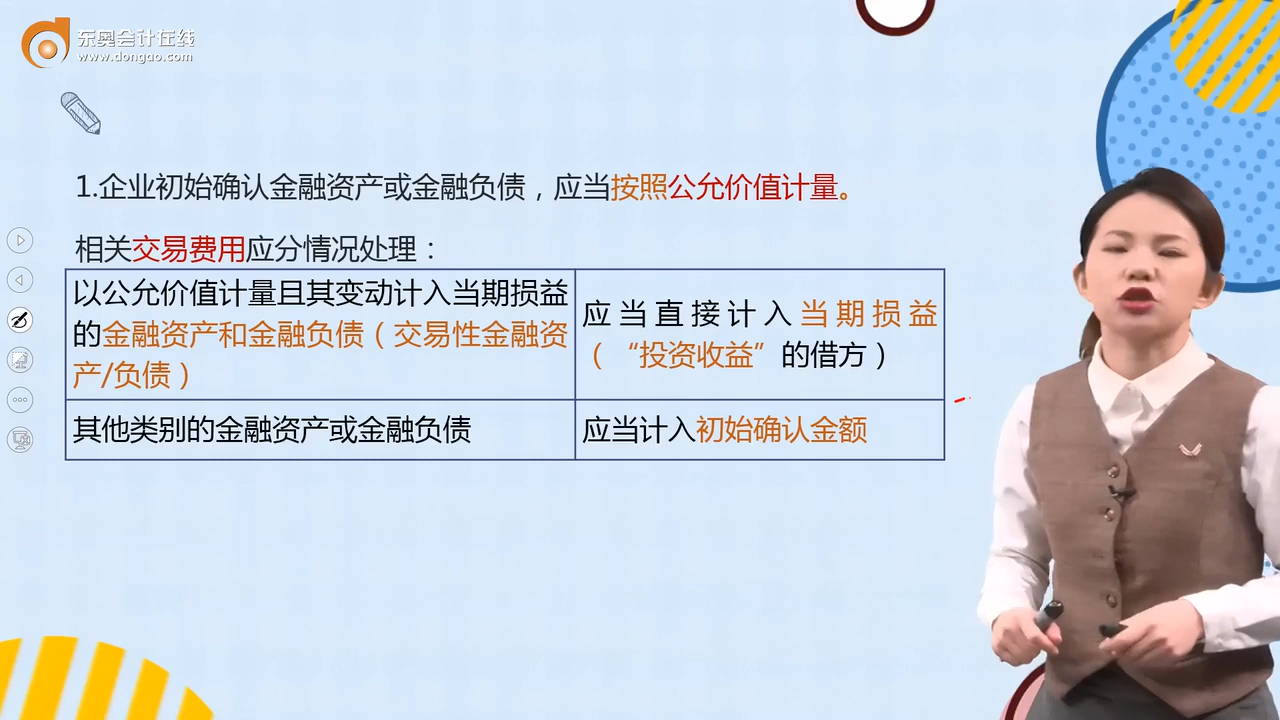 东奥会计在线
www.dongao.com
1.企业初始确认金融资产或金融负债，应当按照公允价值计量。
相关交易费用应分情况处理：
以公允价值计量且其变动计入当期损益
的金融资产和金融负债（交易性金融资
产/负债）
应当直接计入当期损益
（“投资收益”的借方）
其他类别的金融资产或金融负债
应当计入初始确认金额